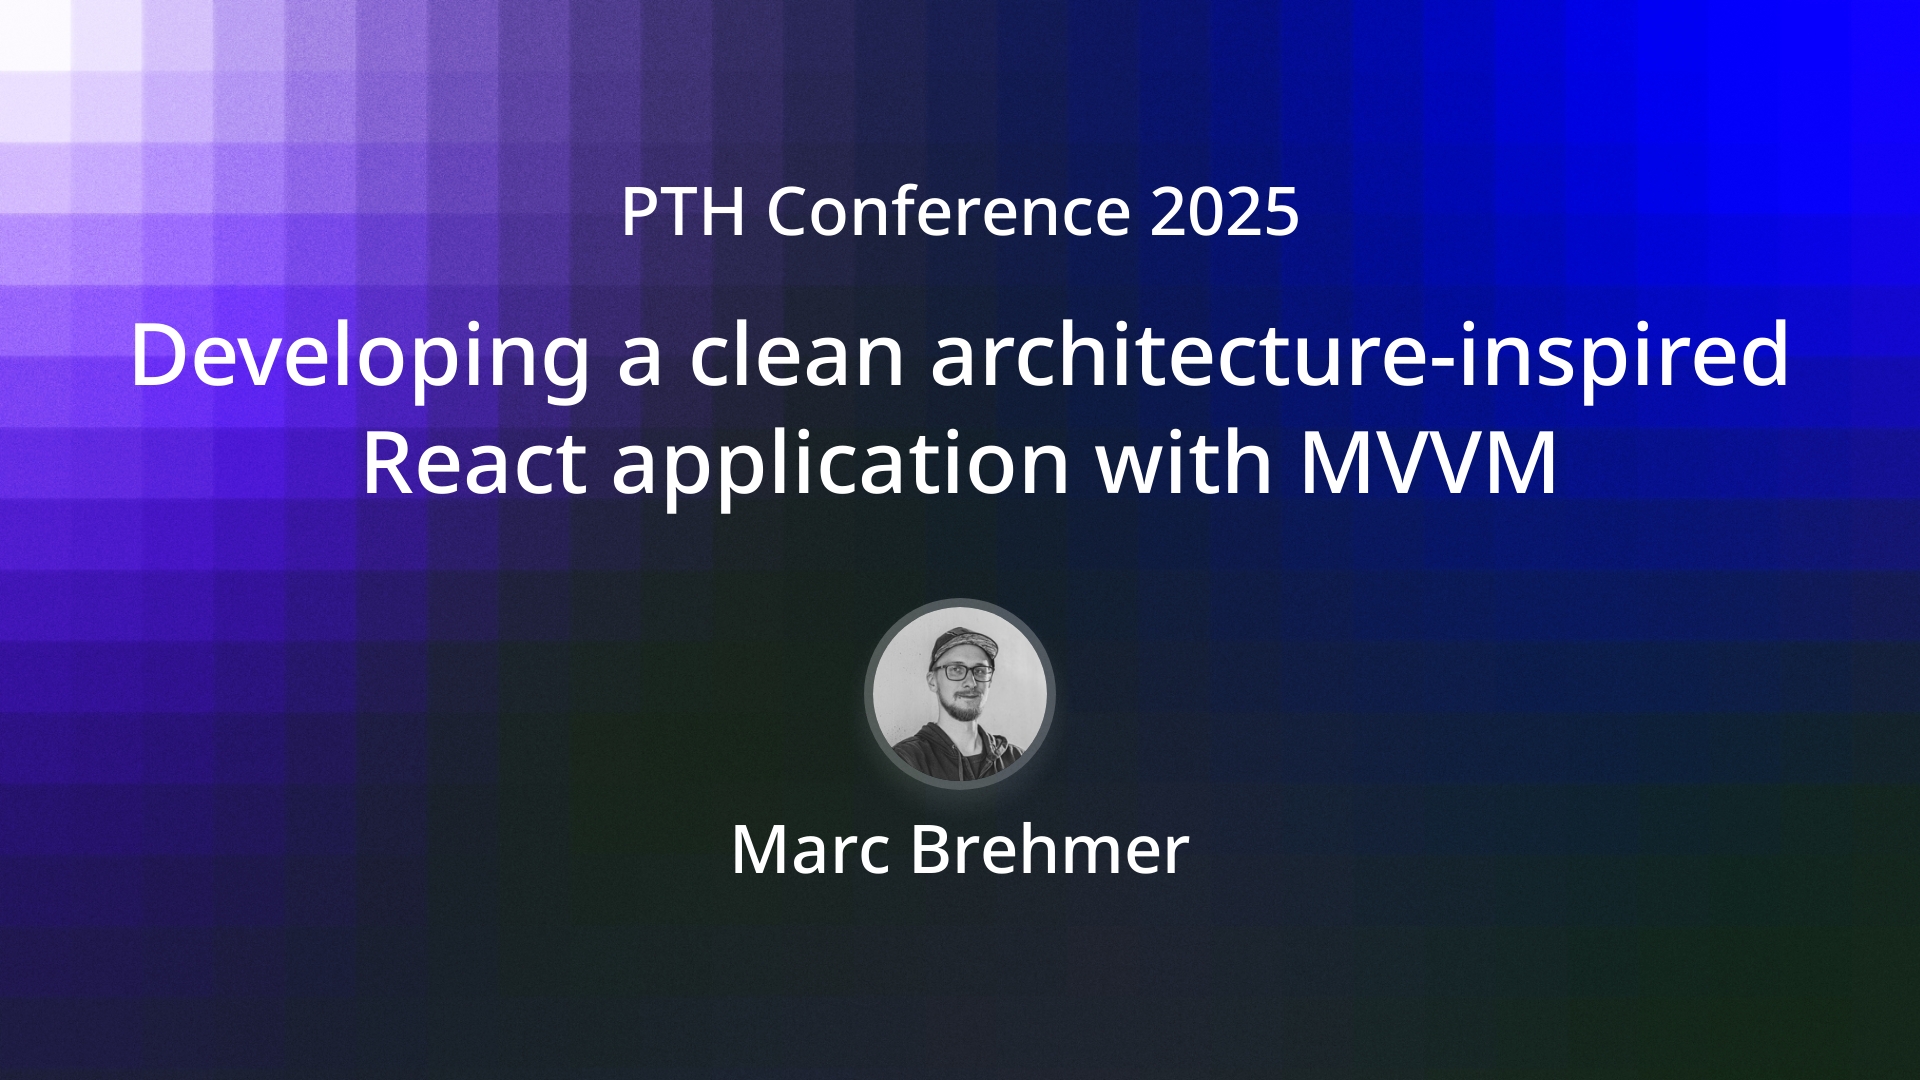 PTH Conference 2025
Developing a clean architecture-inspired
React application with MVVM
Marc Brehmer